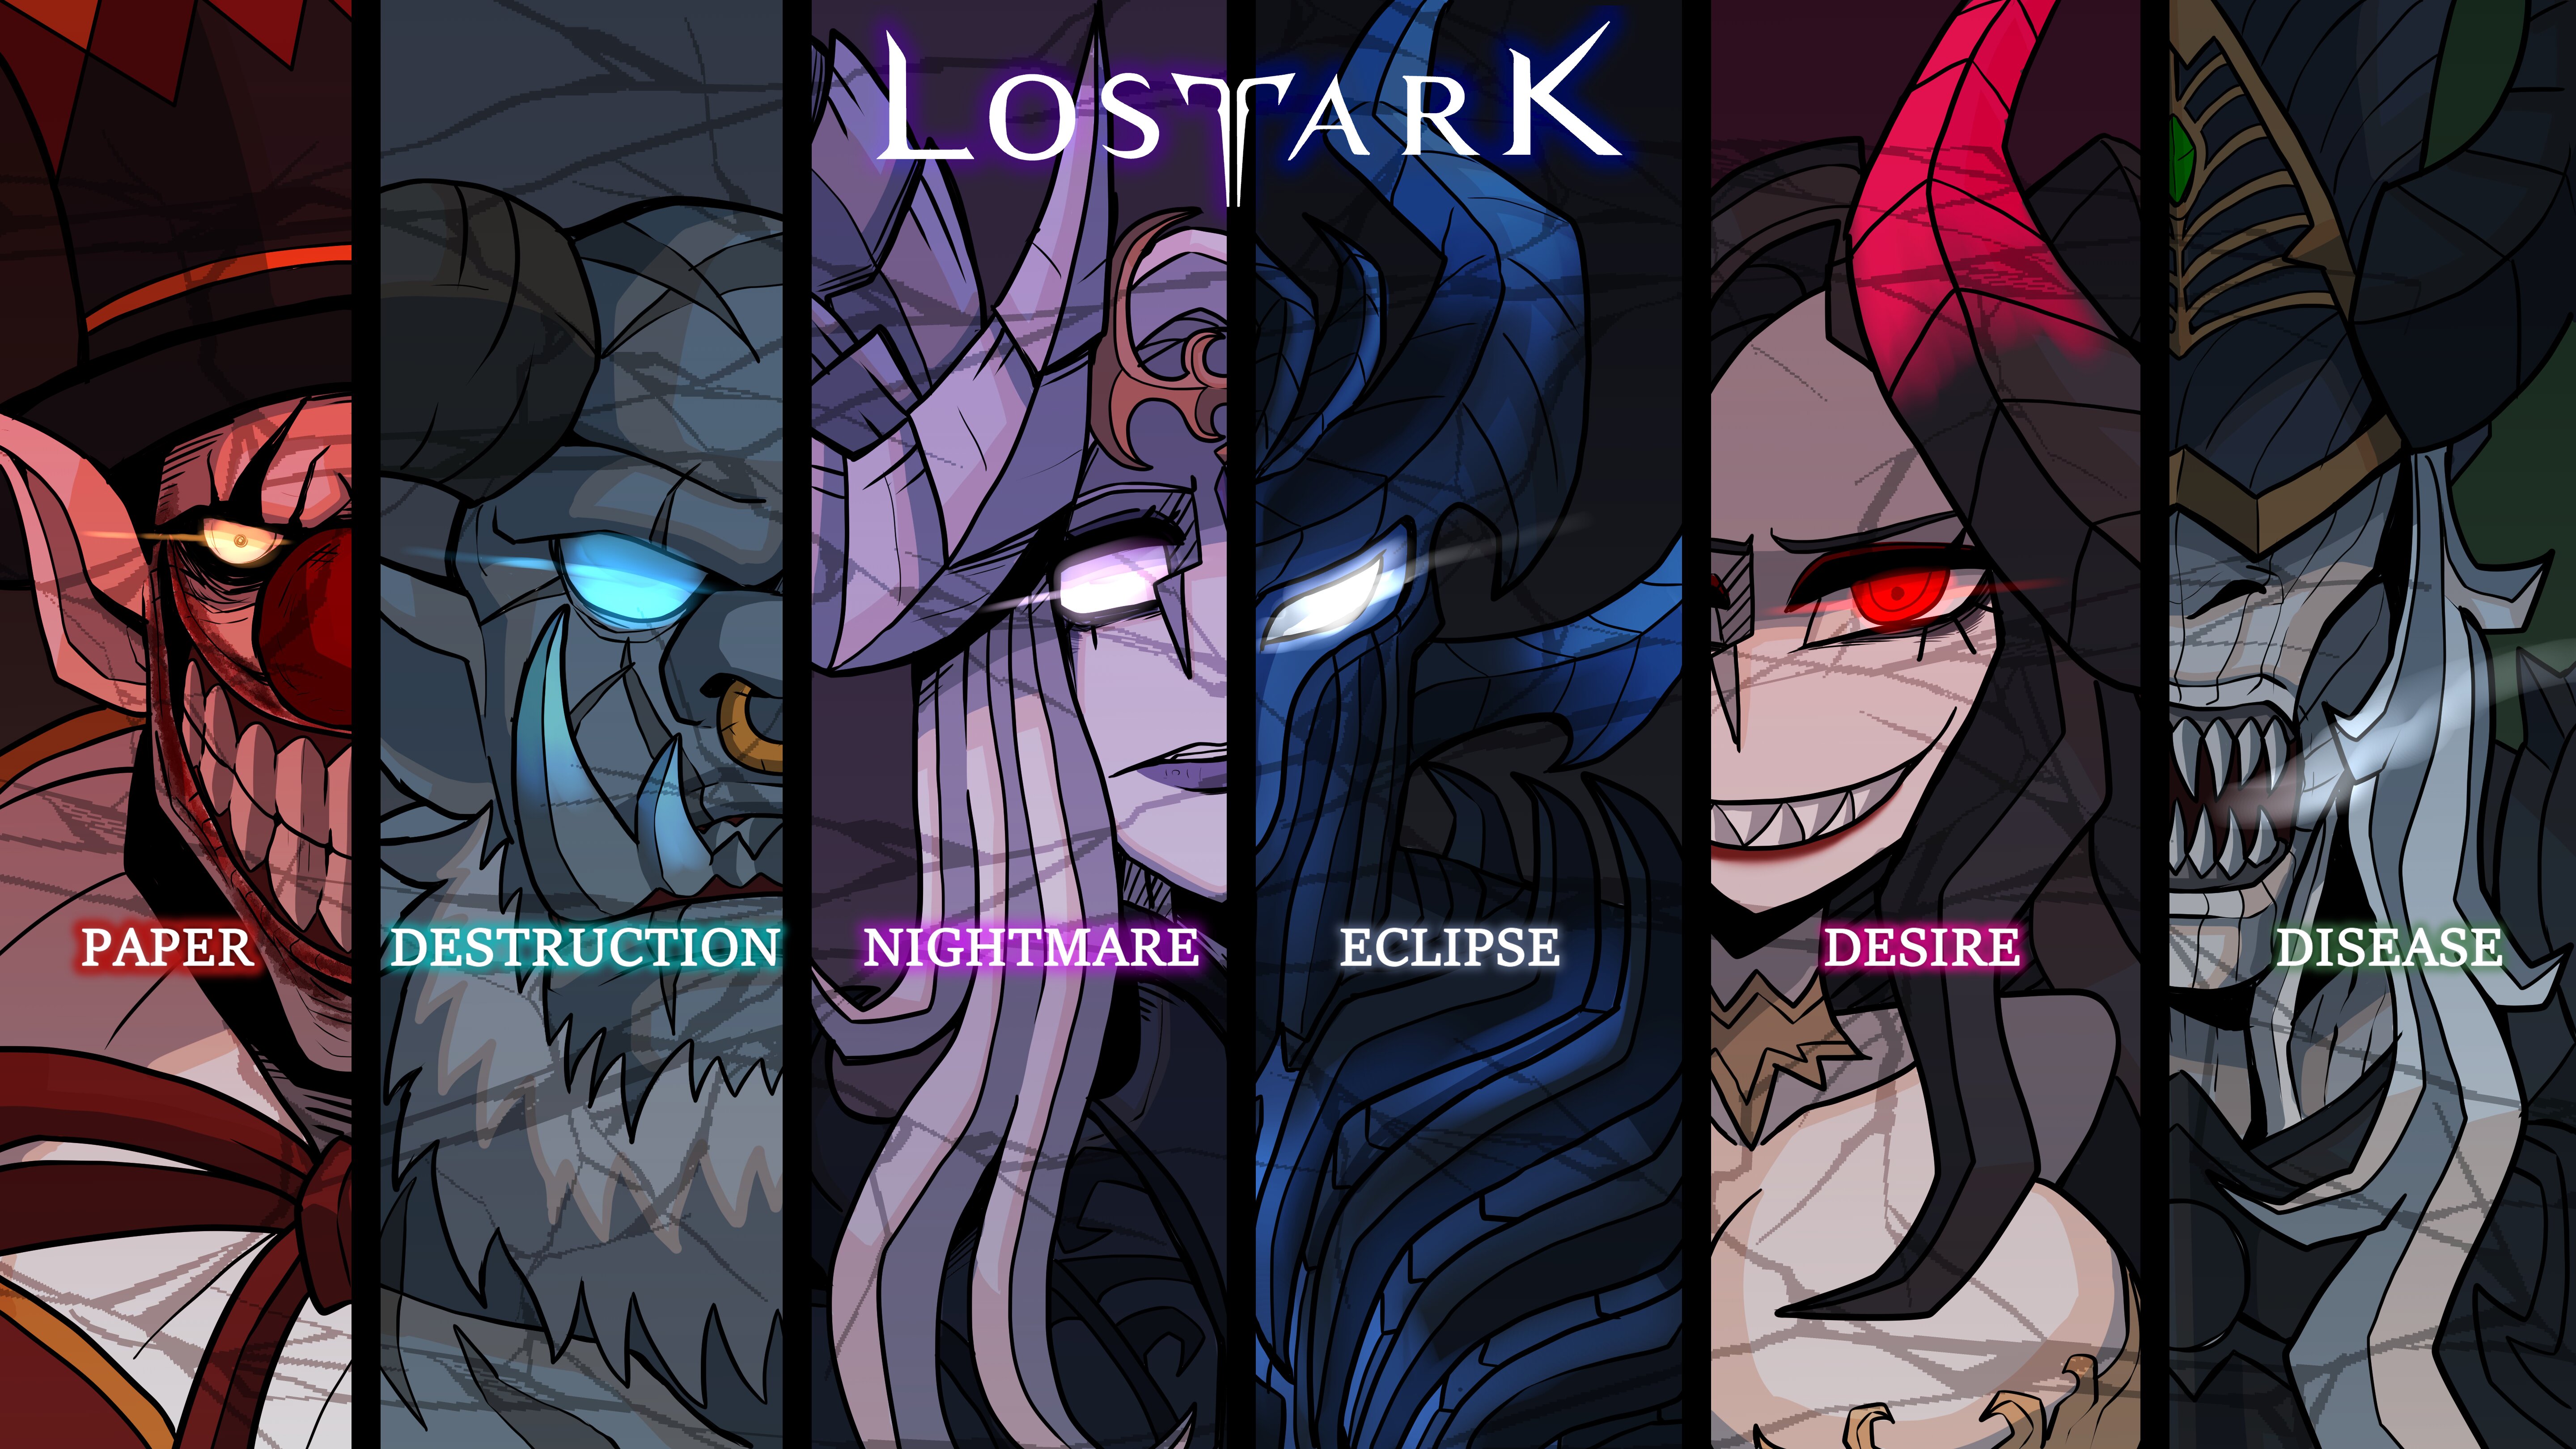 LOSTARK
PAPER
DESTRUCTION
NIGHTMARE
ECLIPSE
DESIRE
DISEASE